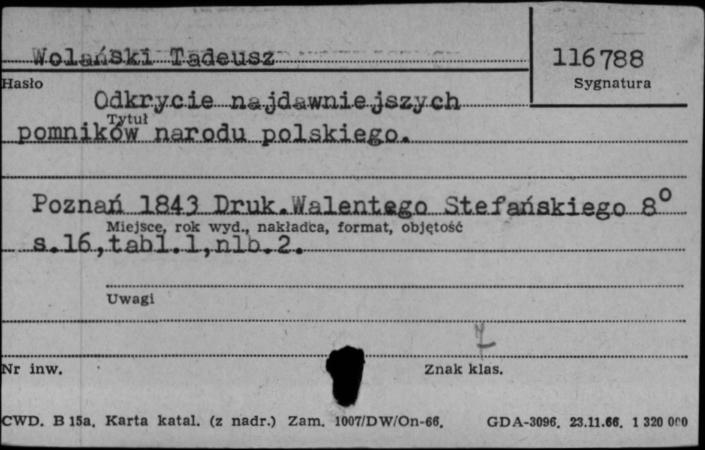 Wolański Tadeusz
116788
Hasło
Sygnatura
Odkrycie najdawniejszych
Tytuł
pomników narodu polskiego.
Poznań 1843 Druk.Walentego Stefańskiego 8°
Miejsce, rok wyd., nakładca, format, objętość
s.16,tabl.1,nlb.2.
Uwagi
Nr inw.
Znak klas.
CWD. B 15a. Karta katal. (z nadr.) Zam. 1007/DW/On-66. GDA-3096. 23.11.66. 1 320 000